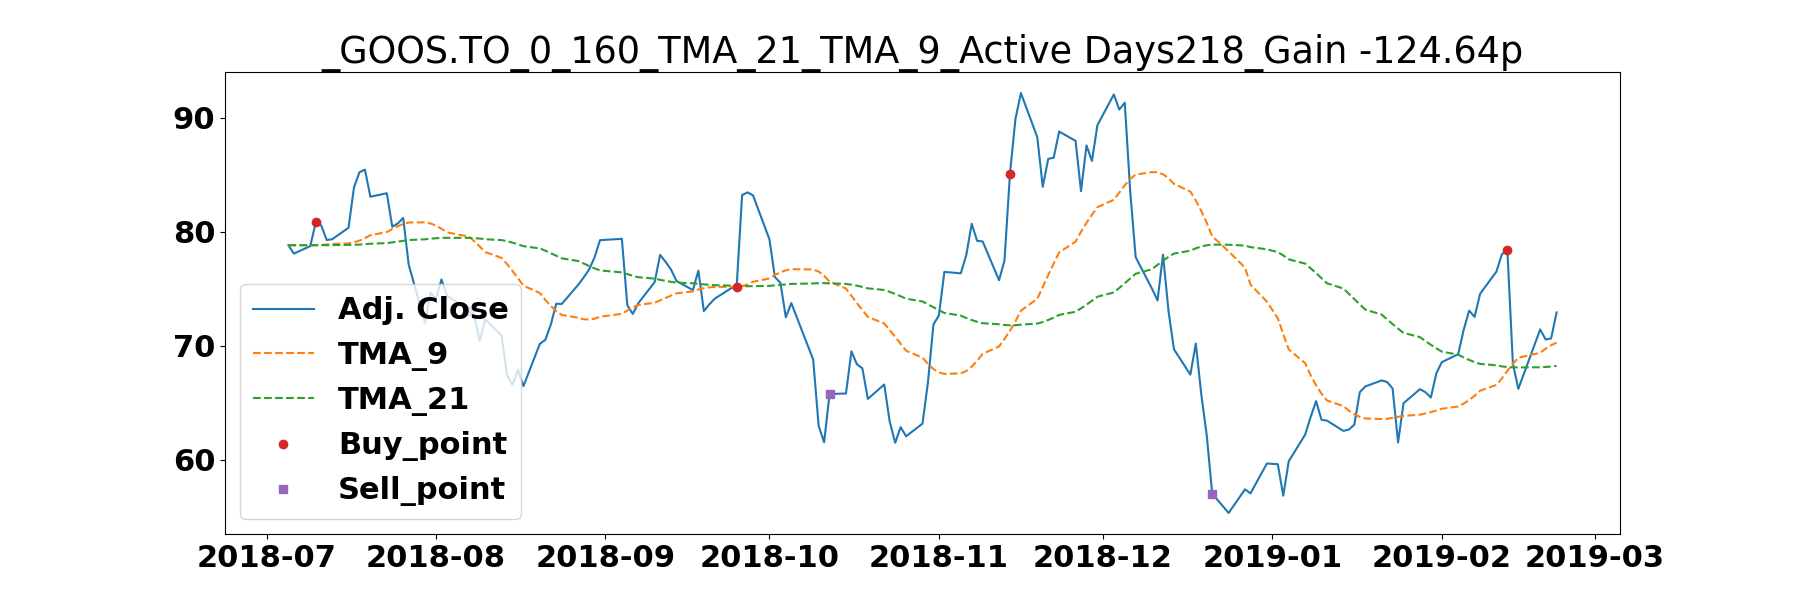 _GOOS.TO_0_160_TMA_21_TMA_9_Active Days218_Gain -124.64p
90
80
70
60
Adj. Close
TMA_9
TMA_21
Buy_point
Sell_point
2018-07 2018-08 2018-09 2018-10 2018-11 2018-12 2019-01 2019-02 2019-03